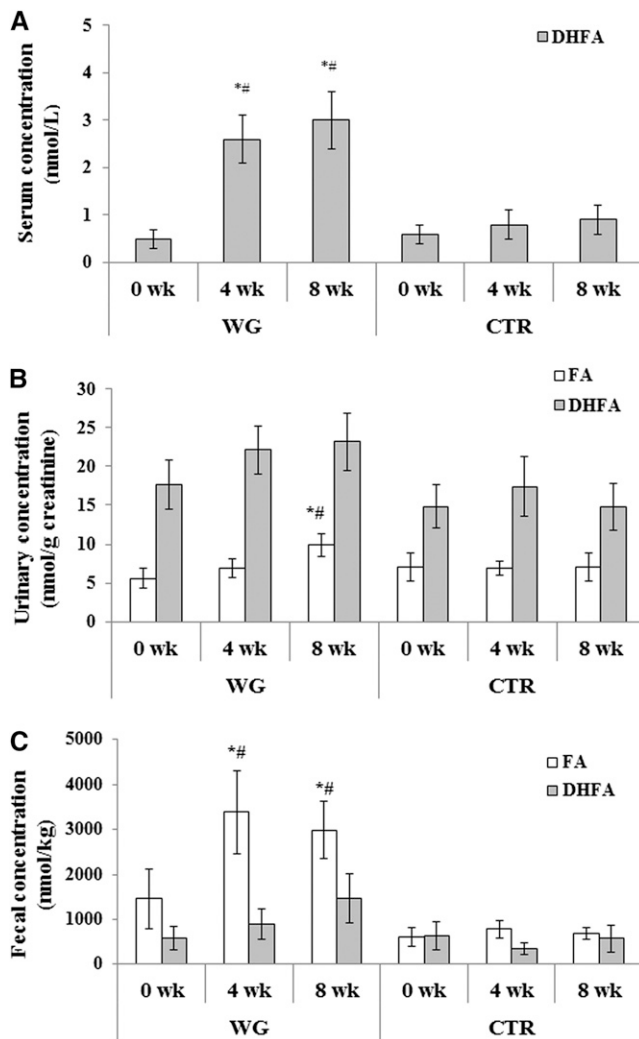 A
Serum concentration
(nmol/L)
5
4
3
2
1
0
DHFA
*#
*#
0 wk
4 wk
8 wk
0 wk
4 wk
8 wk
WG
CTR
B
Urinary concentration
(nmol/g creatinine)
30
25
20
15
10
5
0
FA
DHFA
*#
0 wk
4 wk
8 wk
0 wk
4 wk
8 wk
WG
CTR
C
Fecal concentration
(nmol/kg)
5000
4000
3000
2000
1000
0
FA
DHFA
*#
*#
0 wk
4 wk
8 wk
0 wk
4 wk
8 wk
WG
CTR